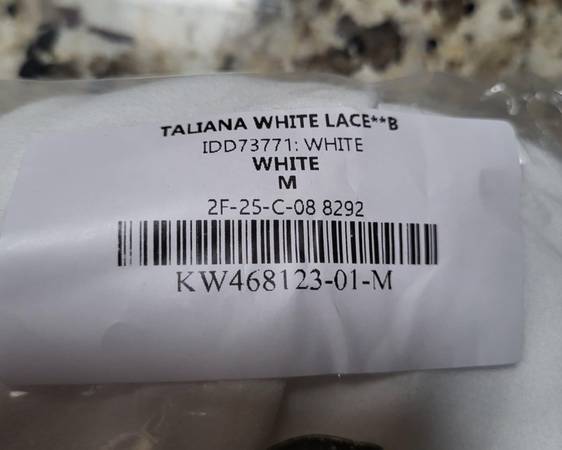 TALIANA WHITE LACE**B
IDD73771: WHITE
WHITE
M
2F-25-C-08 8292
KW468123-01-M